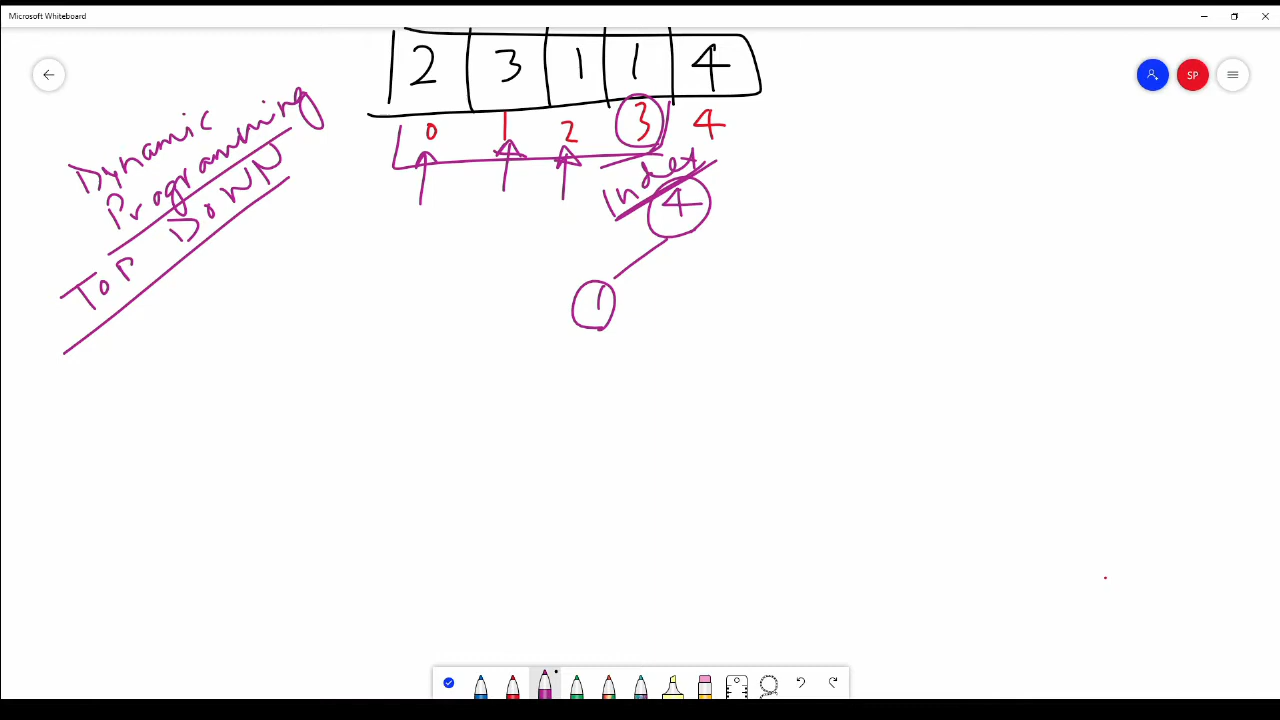 Microsoft Whiteboard
SP
2 3 1 1 4
0 1 2 3 4
Index
Dynamic
Programming
TOP DOWN
4
1